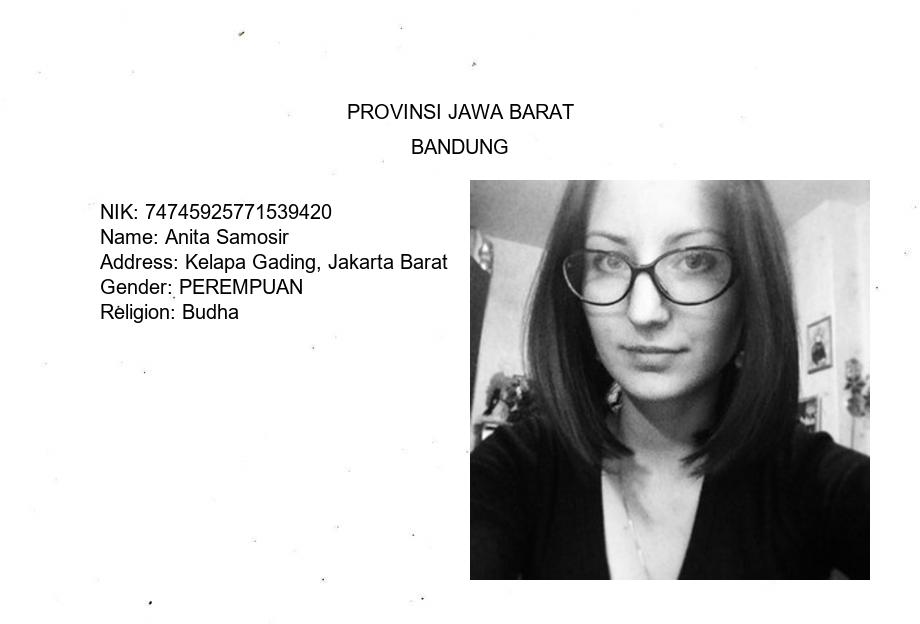 PROVINSI JAWA BARAT
BANDUNG
NIK: 74745925771539420
Name: Anita Samosir
Address: Kelapa Gading, Jakarta Barat
Gender: PEREMPUAN
Religion: Budha